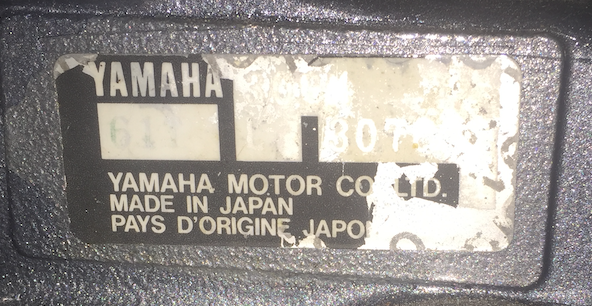 YAMAHA
YAMAHA MOTOR CO LTD.
MADE IN JAPAN
PAYS D'ORIGINE JAPO